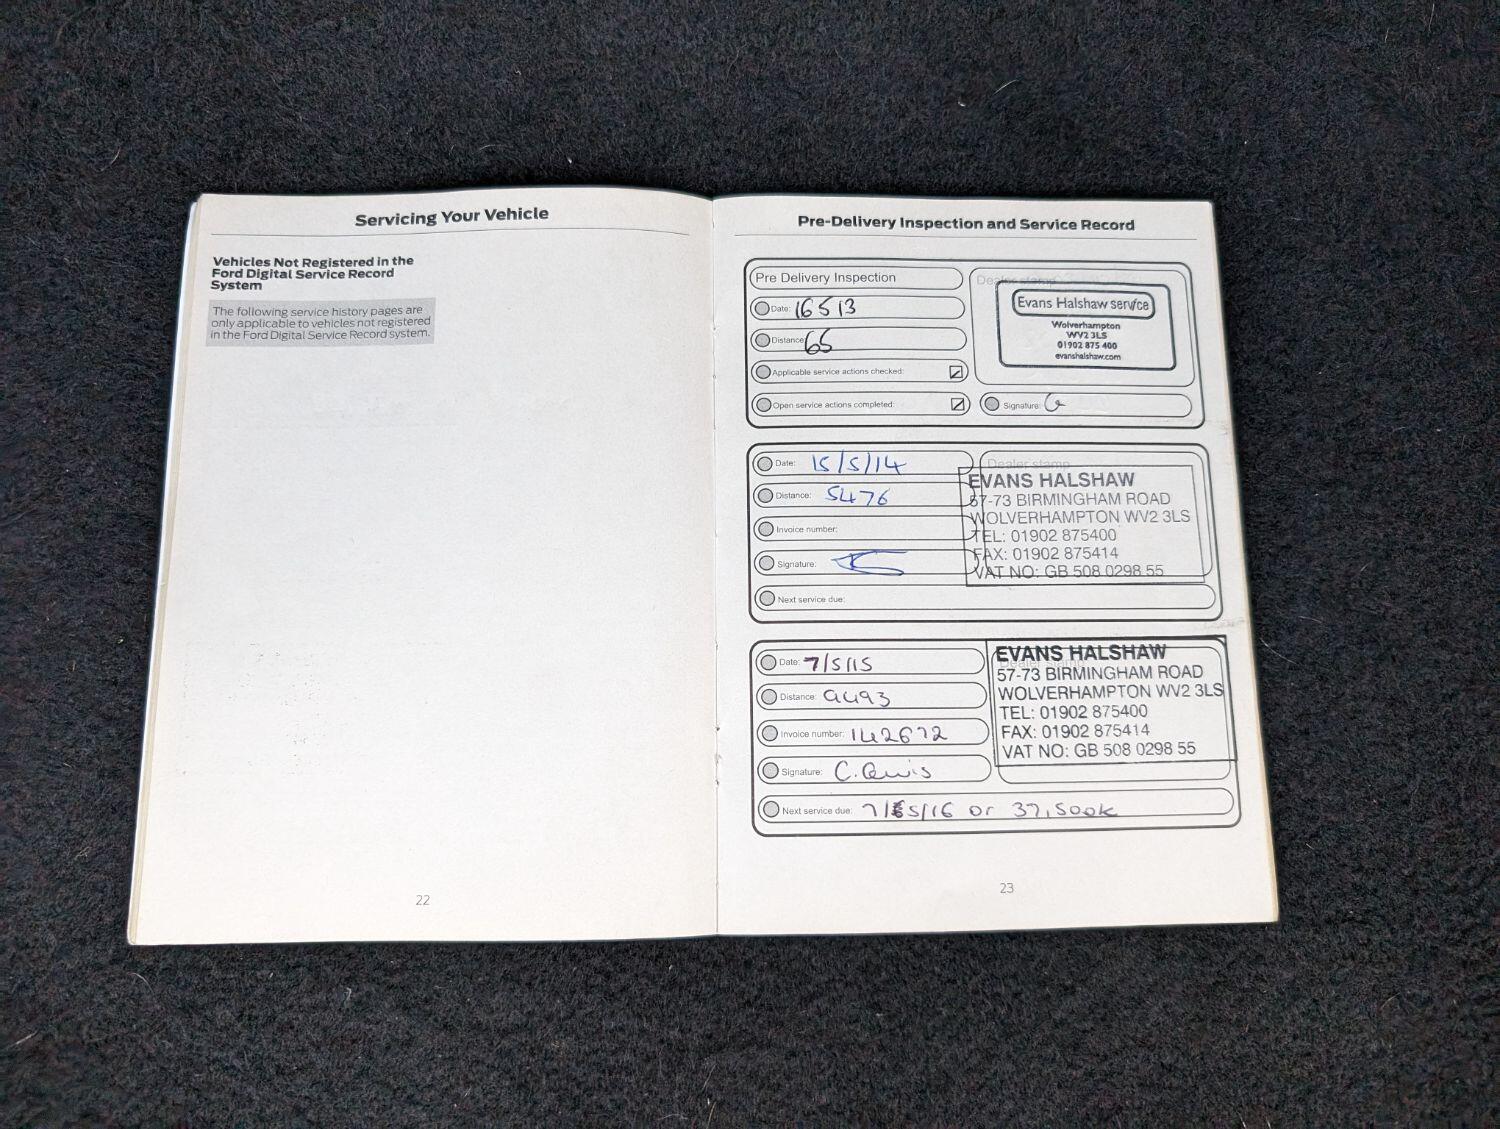 Servicing Your Vehicle
Vehicles Not Registered in the
Ford Digital Service Record
System
The following service history pages are
only applicable to vehicles not registered
in the Ford Digital Service Record system.
22
Pre-Delivery Inspection and Service Record
Pre Delivery Inspection
Date: 16 5 13
Distance: 65
Applicable service actions checked:
Open service actions completed:
Dealer stamp
Evans Halshaw service
Wolverhampton
WV2 3LS
01902 875 400
evanshalshaw.com
Signature:
Date: 15/5/14
Distance: 5476
Invoice number:
Signature:
Next service due:
Dealer stamp
EVANS HALSHAW
57-73 BIRMINGHAM ROAD
WOLVERHAMPTON WV2 3LS
TEL: 01902 875400
FAX: 01902 875414
VAT NO: GB 508 0298 55
Date: 7/5/15
Distance: 9493
Invoice number: 142672
Signature:
Next service due: 7/5/16 or 37,500k
Dealer stamp
EVANS HALSHAW
57-73 BIRMINGHAM ROAD
WOLVERHAMPTON WV2 3LS
TEL: 01902 875400
FAX: 01902 875414
VAT NO: GB 508 0298 55
23